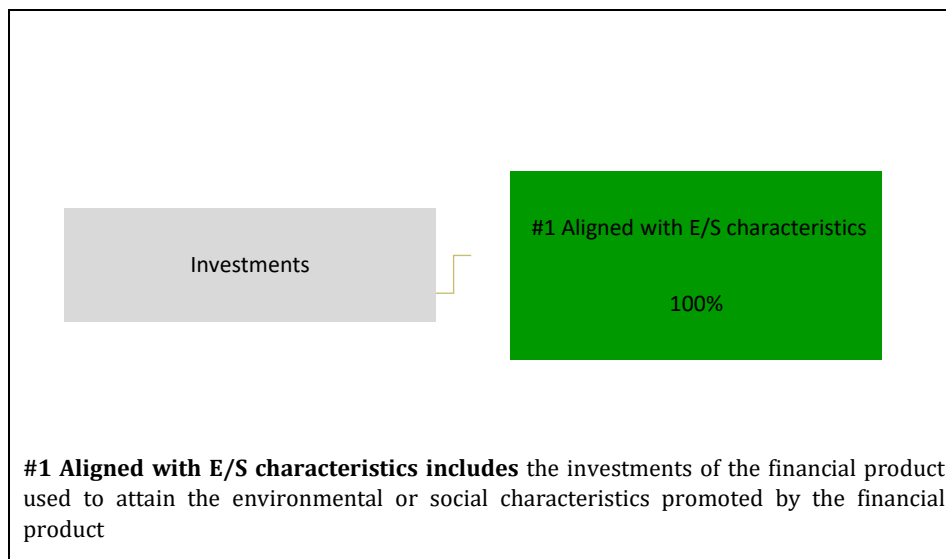 #1 Aligned with E/S characteristics
Investments
100%
#1 Aligned with E/S characteristics includes the investments of the financial product
used to attain the environmental or social characteristics promoted by the financial
product